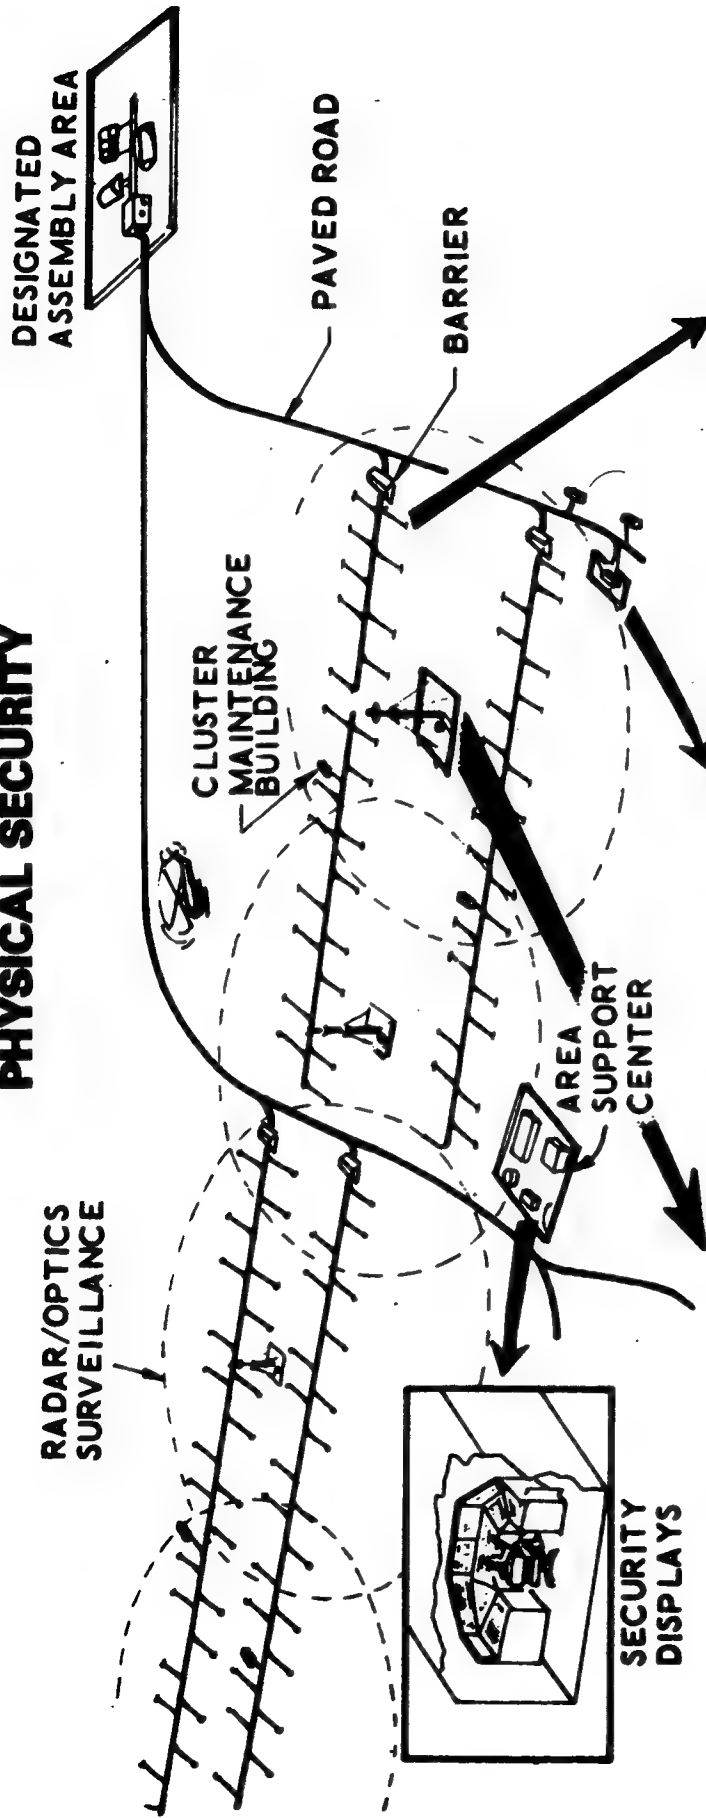 PHYSICAL SECURITY
DESIGNATED
ASSEMBLY AREA
PAVED ROAD
BARRIER
CLUSTER
MAINTENANCE
BUILDING
RADAR/OPTICS
SURVEILLANCE
AREA
SUPPORT
CENTER
SECURITY
DISPLAYS